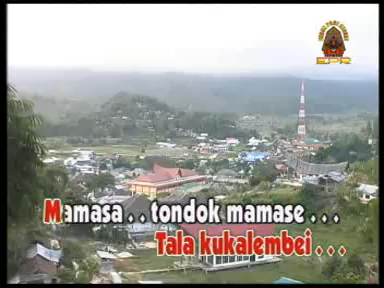 Mamasa . . tondok mamase . . .
Tala kukalembei . . .